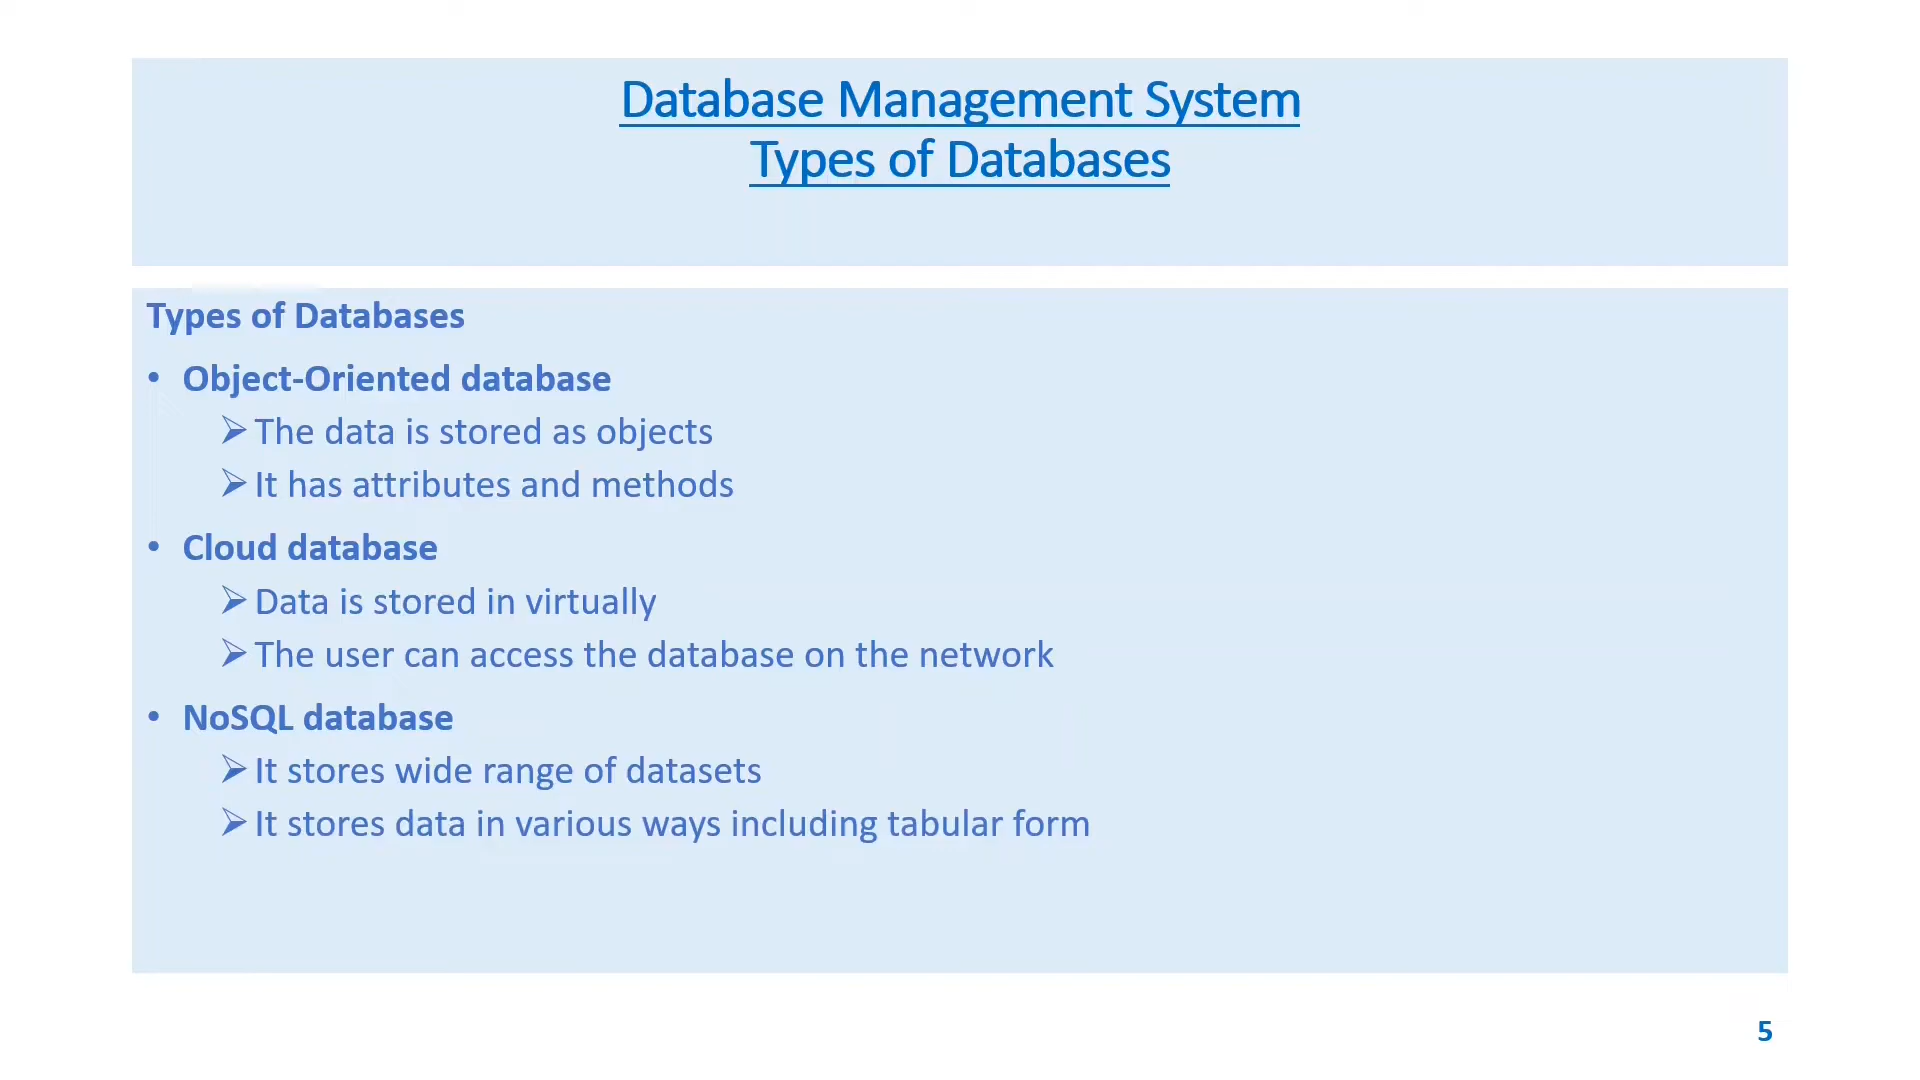 Database Management System
Types of Databases
Types of Databases
• Object-Oriented database
➢ The data is stored as objects
➢ It has attributes and methods
• Cloud database
➢ Data is stored in virtually
➢ The user can access the database on the network
• NoSQL database
➢ It stores wide range of datasets
➢ It stores data in various ways including tabular form
5